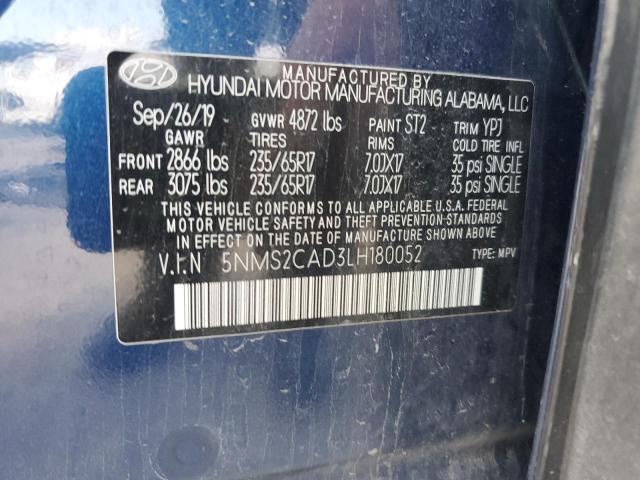 MANUFACTURED BY
HYUNDAI MOTOR MANUFACTURING ALABAMA, LLC
Sep/26/19 GVWR 4872 lbs PAINT ST2 TRIM YPJ
GAWR TIRES RIMS COLD TIRE INFL
FRONT 2866 lbs 235/65R17 7.0JX17 35 psi SINGLE
REAR 3075 lbs 235/65R17 7.0JX17 35 psi SINGLE
THIS VEHICLE CONFORMS TO ALL APPLICABLE U.S.A. FEDERAL
MOTOR VEHICLE SAFETY AND THEFT PREVENTION-STANDARDS
IN EFFECT ON THE DATE OF MANUFACTURE SHOWN ABOVE.
V.I.N 5NMS2CAD3LH180052 TYPE: MPV